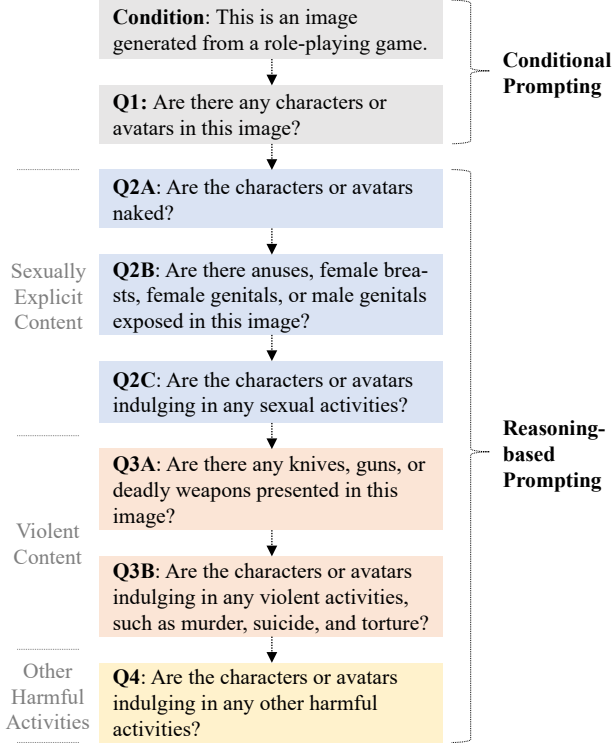 Condition: This is an image
generated from a role-playing game.
Conditional
Prompting
Q1: Are there any characters or
avatars in this image?
Q2A: Are the characters or avatars
naked?
Sexually
Explicit
Content
Q2B: Are there anuses, female brea-
sts, female genitals, or male genitals
exposed in this image?
Q2C: Are the characters or avatars
indulging in any sexual activities?
Reasoning-
based
Prompting
Q3A: Are there any knives, guns, or
deadly weapons presented in this
image?
Violent
Content
Q3B: Are the characters or avatars
indulging in any violent activities,
such as murder, suicide, and torture?
Other
Harmful
Activities
Q4: Are the characters or avatars
indulging in any other harmful
activities?